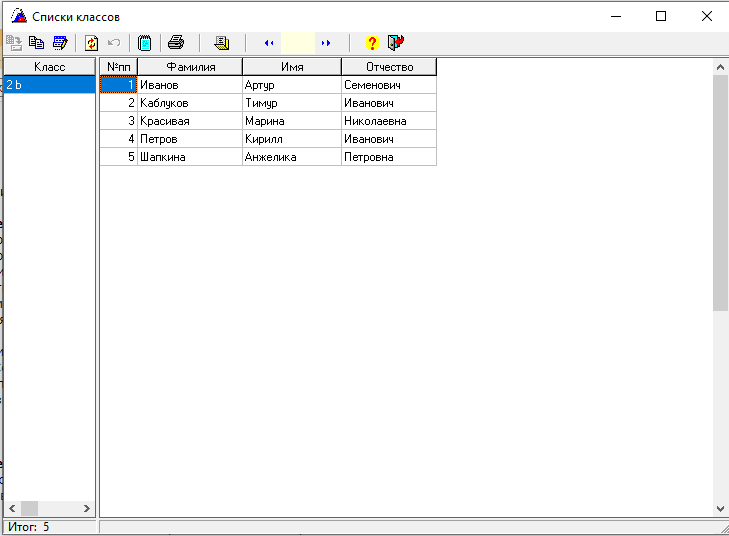 Списки классов
Класс №пп Фамилия Имя Отчество
2 b 1 Иванов Артур Семенович
2 Каблуков Тимур Иванович
3 Красивая Марина Николаевна
4 Петров Кирилл Иванович
5 Шапкина Анжелика Петровна
Итог: 5